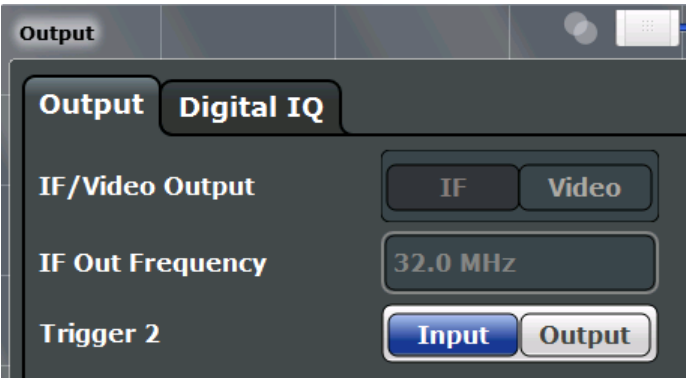 Output
Output Digital IQ
IF/Video Output IF Video
IF Out Frequency 32.0 MHz
Trigger 2 Input Output